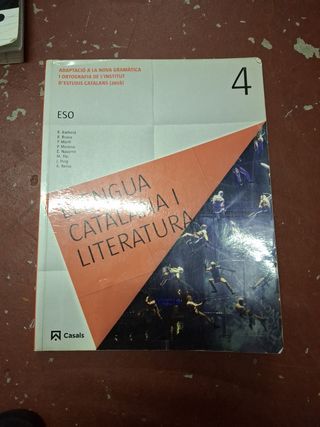 ADAPTACIÓ A LA NOVA GRAMÀTICA
I ORTOGRAFIA DE L'INSTITUT
D'ESTUDIS CATALANS (2016)
4
ESO
LLENGUA
CATALANA I
LITERATURA
Casals